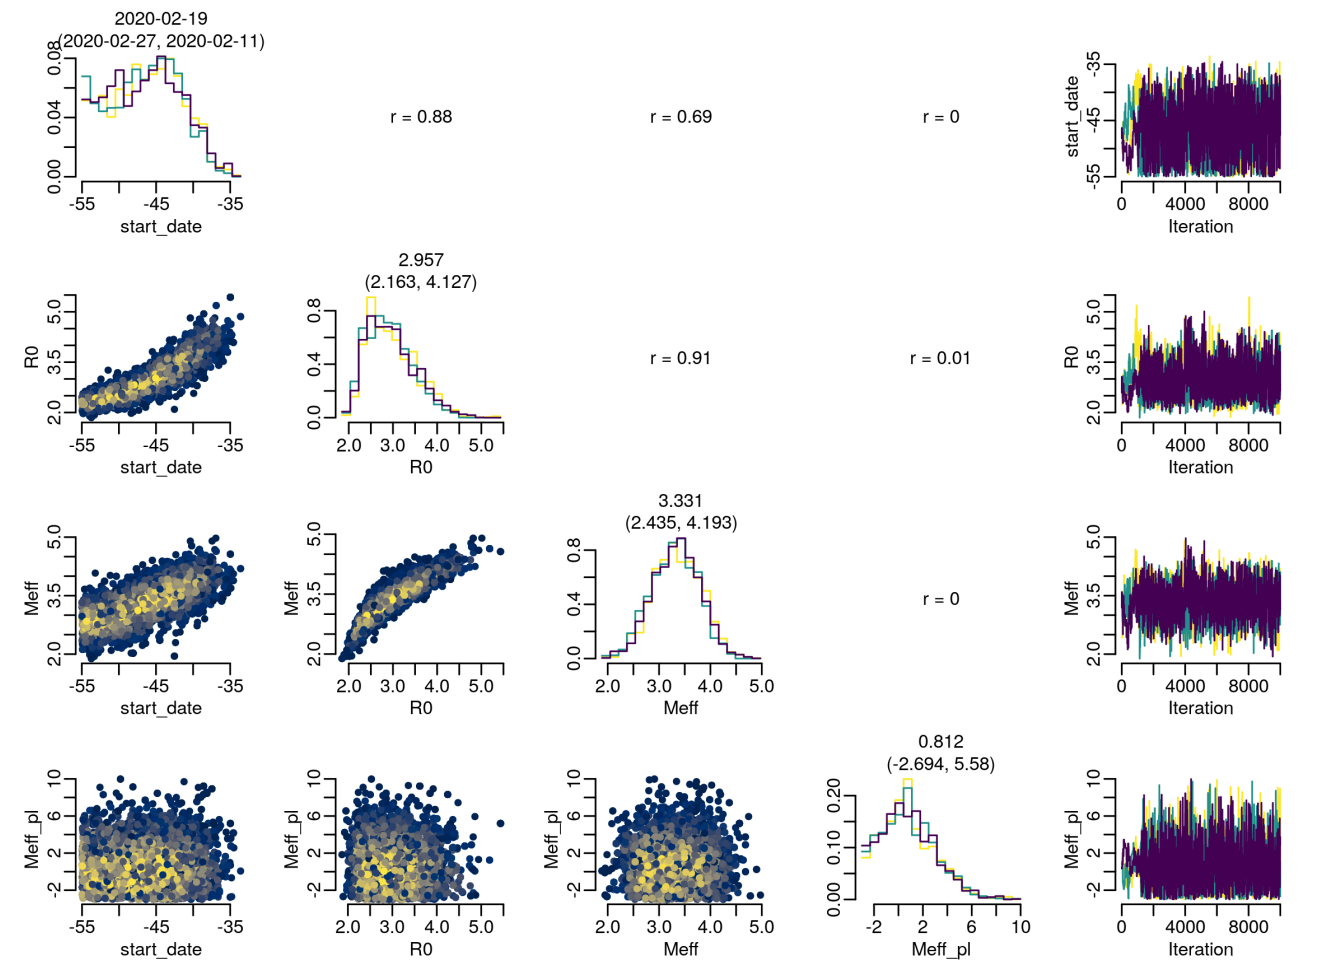 2020-02-19
(2020-02-27, 2020-02-11)
0.00 0.04 0.08
-55 -45 -35
start_date
r = 0.88
r = 0.69
r = 0
start_date
-55 -45 -35
0 4000 8000
Iteration
R0
2.0 3.5 5.0
-55 -45 -35
start_date
2.957
(2.163, 4.127)
0.0 0.4 0.8
2.0 3.0 4.0 5.0
R0
r = 0.91
r = 0.01
R0
2.0 3.5 5.0
0 4000 8000
Iteration
Meff
2.0 3.5 5.0
-55 -45 -35
start_date
Meff
2.0 3.5 5.0
2.0 3.0 4.0 5.0
R0
3.331
(2.435, 4.193)
0.0 0.4 0.8
2.0 3.0 4.0 5.0
Meff
r = 0
Meff
2.0 3.5 5.0
0 4000 8000
Iteration
Meff_pl
-2 2 6 10
-55 -45 -35
start_date
Meff_pl
-2 2 6 10
2.0 3.0 4.0 5.0
R0
Meff_pl
-2 2 6 10
2.0 3.0 4.0 5.0
Meff
0.812
(-2.694, 5.58)
0.00 0.10 0.20
-2 2 6 10
Meff_pl
Meff_pl
-2 2 6 10
0 4000 8000
Iteration